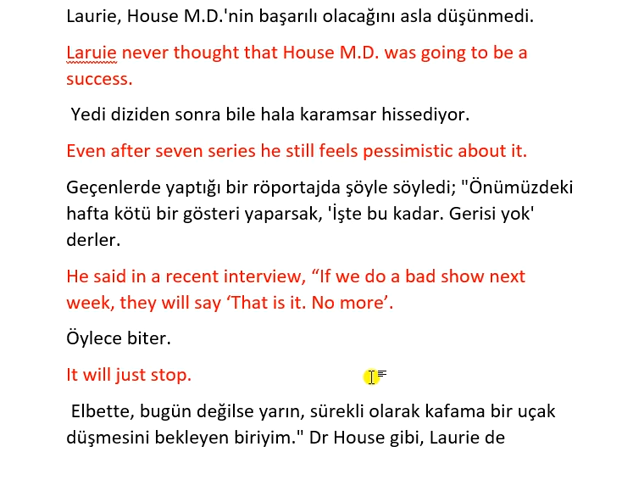 Laurie, House M.D.'nin başarılı olacağını asla düşünmedi.
Laruie never thought that House M.D. was going to be a
success.
Yedi diziden sonra bile hala karamsar hissediyor.
Even after seven series he still feels pessimistic about it.
Geçenlerde yaptığı bir röportajda şöyle söyledi; "Önümüzdeki
hafta kötü bir gösteri yaparsak, 'İşte bu kadar. Gerisi yok'
derler.
He said in a recent interview, “If we do a bad show next
week, they will say ‘That is it. No more’.
Öylece biter.
It will just stop.
Elbette, bugün değilse yarın, sürekli olarak kafama bir uçak
düşmesini bekleyen biriyim." Dr House gibi, Laurie de